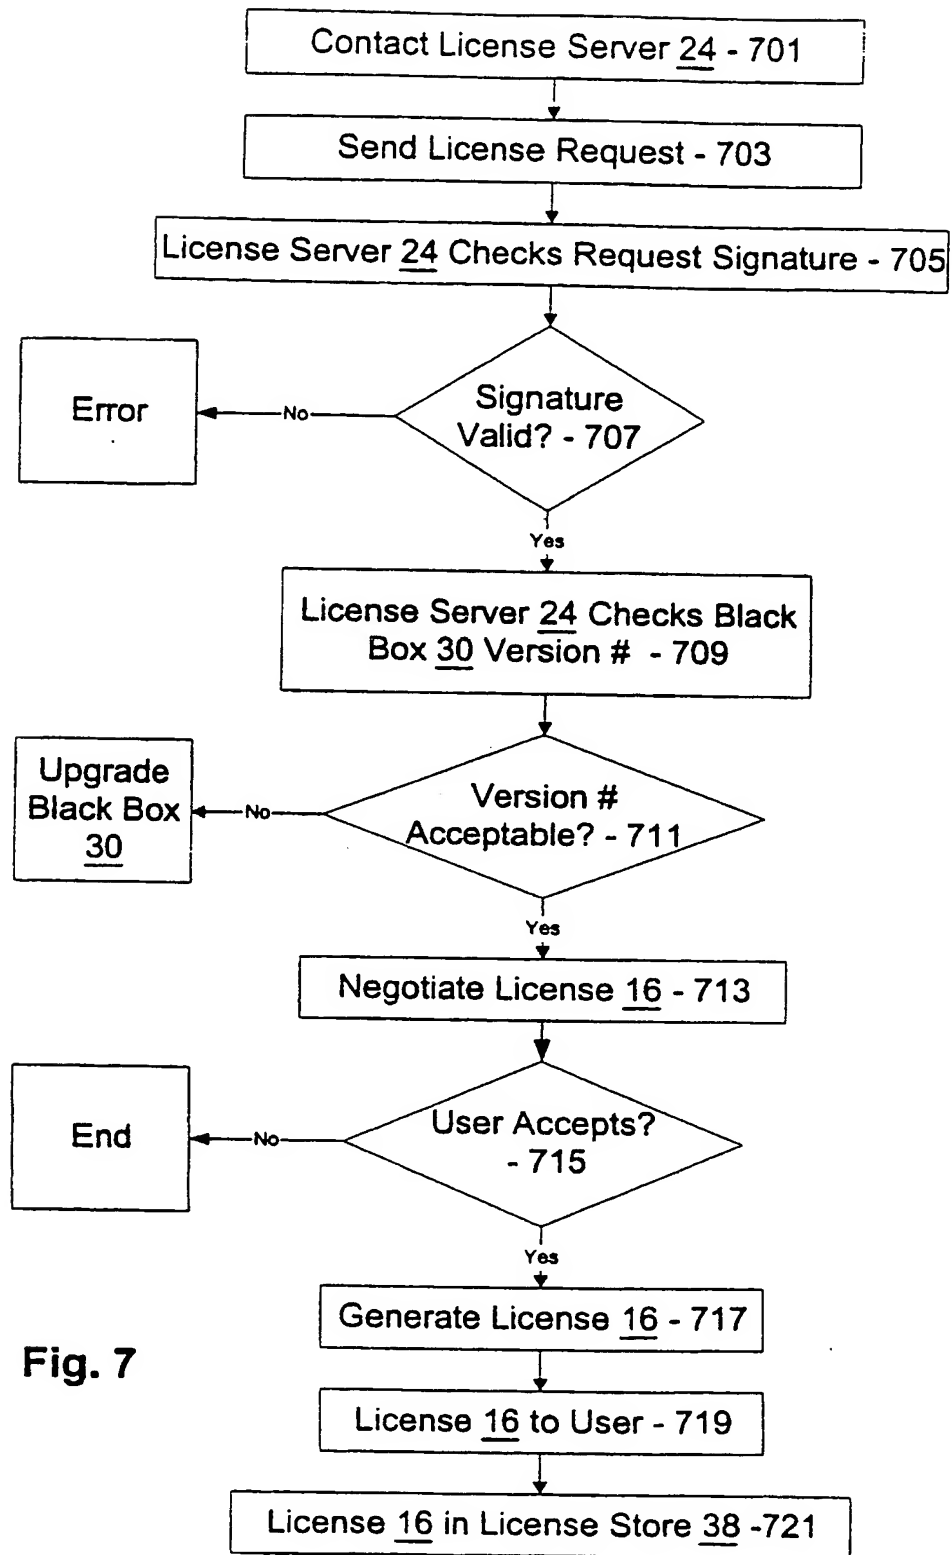 Contact License Server 24 - 701
Send License Request - 703
License Server 24 Checks Request Signature - 705
Error
No
Signature
Valid? - 707
Yes
License Server 24 Checks Black
Box 30 Version # - 709
Upgrade
Black Box
30
No
Version #
Acceptable? - 711
Yes
Negotiate License 16 - 713
End
No
User Accepts?
- 715
Yes
Generate License 16 - 717
Fig. 7
License 16 to User - 719
License 16 in License Store 38 -721